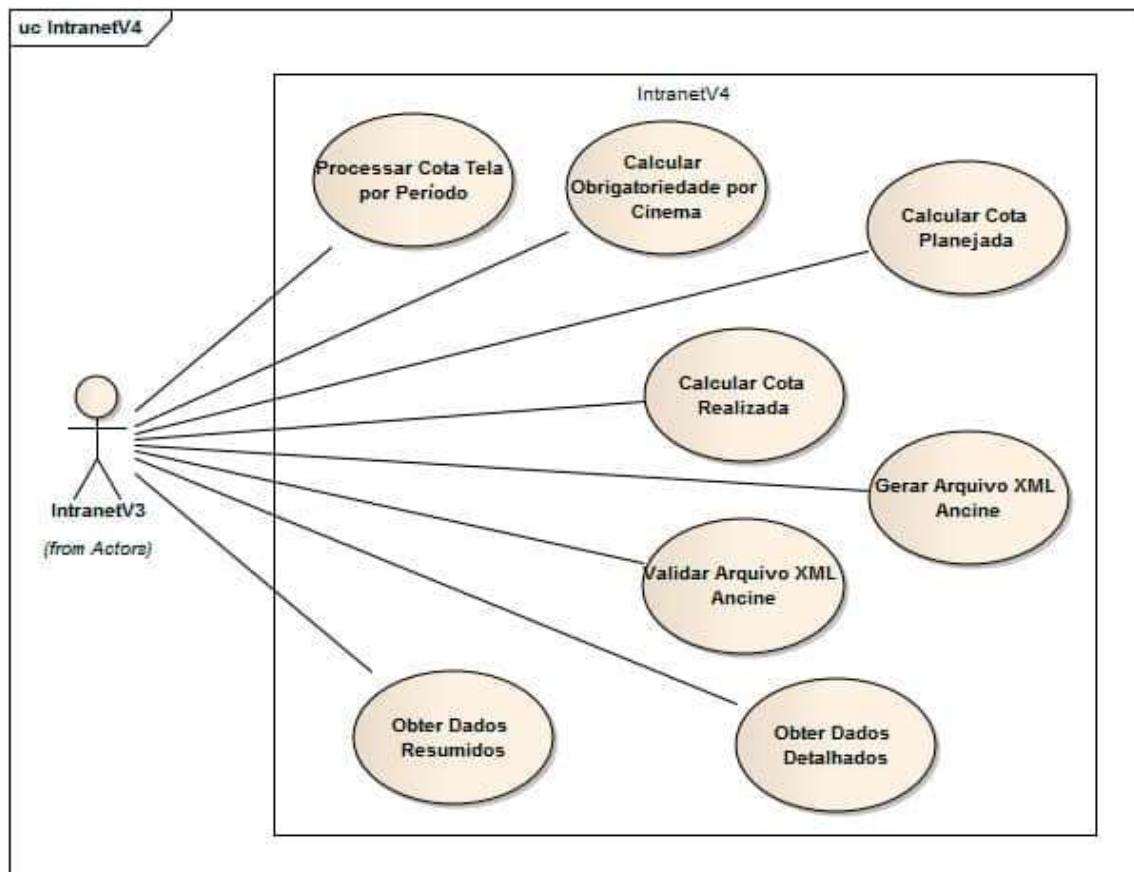 uc IntranetV4
IntranetV4
Processar Cota Tela
por Período
Calcular
Obrigatoriedade por
Cinema
Calcular Cota
Planejada
Calcular Cota
Realizada
Gerar Arquivo XML
Ancine
IntranetV3
(from Actors)
Validar Arquivo XML
Ancine
Obter Dados
Resumidos
Obter Dados
Detalhados